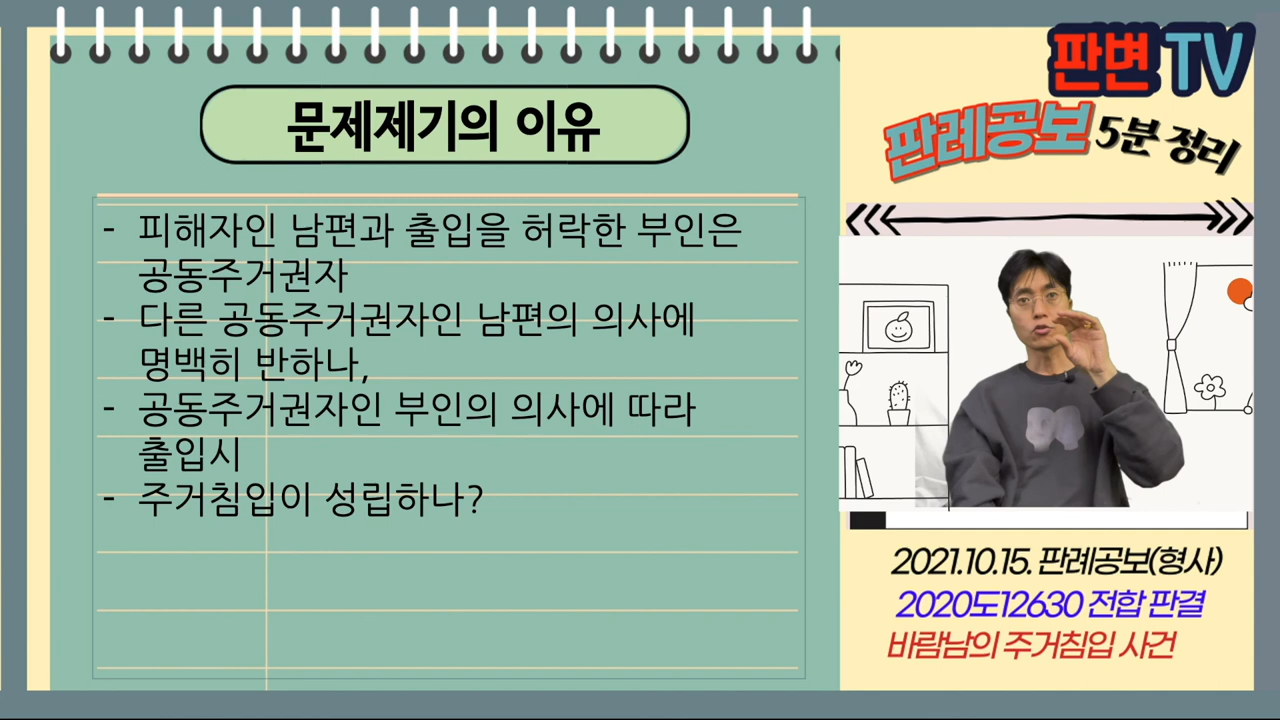 판변 TV
판례공보 5분 정리
문제제기의 이유
- 피해자인 남편과 출입을 허락한 부인은
공동주거권자
- 다른 공동주거권자인 남편의 의사에
명백히 반하나,
- 공동주거권자인 부인의 의사에 따라
출입시
- 주거침입이 성립하나?
2021.10.15. 판례공보(형사)
2020도12630 전합 판결
바람남의 주거침입 사건